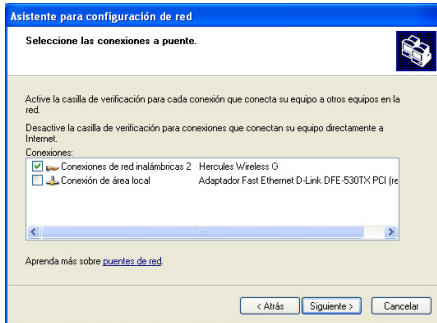 Asistente para configuración de red
Seleccione las conexiones a puente.
Active la casilla de verificación para cada conexión que conecta su equipo a otros equipos en la
red.
Desactive la casilla de verificación para conexiones que conectan su equipo directamente a
Internet.
Conexiones:
Conexiones de red inalámbricas 2 Hercules Wireless G
Conexión de área local Adaptador Fast Ethernet D-Link DFE-530TX PCI (re
Aprenda más sobre puentes de red.
< Atrás Siguiente > Cancelar